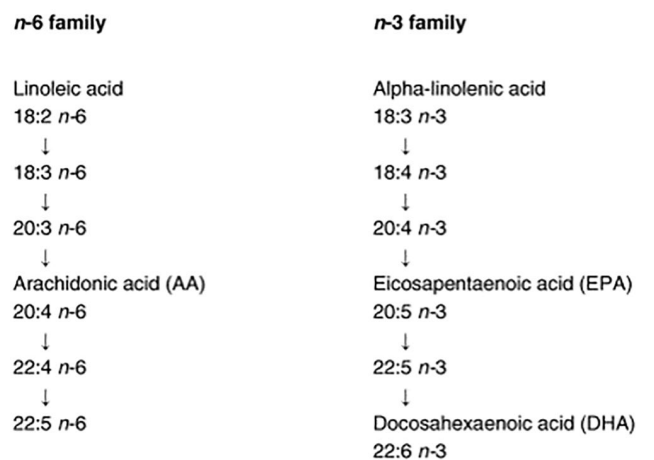 n-6 family
Linoleic acid
18:2 n-6
↓
18:3 n-6
↓
20:3 n-6
↓
Arachidonic acid (AA)
20:4 n-6
↓
22:4 n-6
↓
22:5 n-6
n-3 family
Alpha-linolenic acid
18:3 n-3
↓
18:4 n-3
↓
20:4 n-3
↓
Eicosapentaenoic acid (EPA)
20:5 n-3
↓
22:5 n-3
↓
Docosahexaenoic acid (DHA)
22:6 n-3